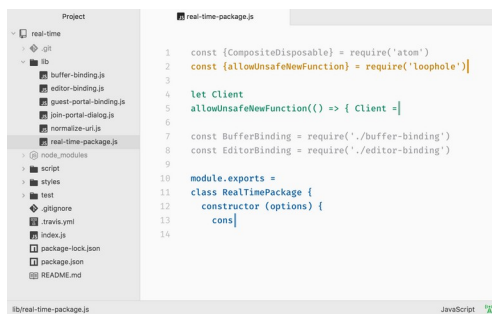 Project
real-time-package.js
real-time
.git
lib
buffer-binding.js
editor-binding.js
guest-portal-binding.js
join-portal-dialog.js
normalize-uri.js
real-time-package.js
node_modules
script
styles
test
.gitignore
.travis.yml
index.js
package-lock.json
package.json
README.md
1 const {CompositeDisposable} = require('atom')
2 const {allowUnsafeNewFunction} = require('loophole')
3
4 let Client
5 allowUnsafeNewFunction(() => { Client =
6
7 const BufferBinding = require('./buffer-binding')
8 const EditorBinding = require('./editor-binding')
9
10 module.exports =
11 class RealTimePackage {
12 constructor (options) {
13 cons
14
lib/real-time-package.js
JavaScript